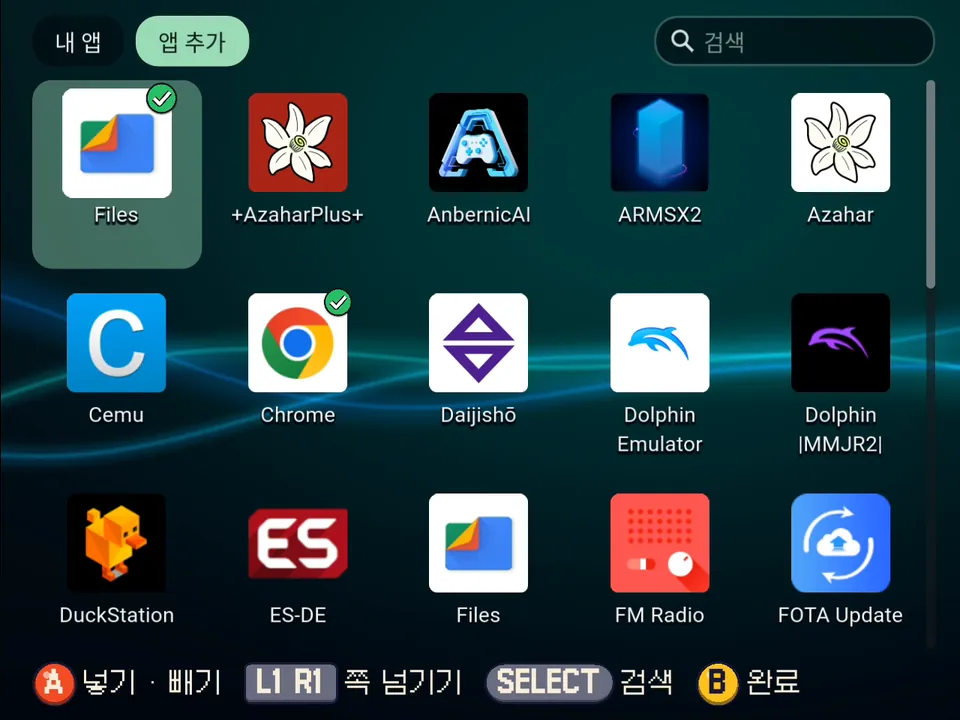 내 앱 앱 추가 검색
Files +AzaharPlus+ AnbernicAI ARMSX2 Azahar
C
Cemu Chrome Daijishō Dolphin Emulator Dolphin |MMJR2|
ES
DuckStation ES-DE Files FM Radio FOTA Update
A 넣기 · 빼기 L1 R1 쪽 넘기기 SELECT 검색 B 완료